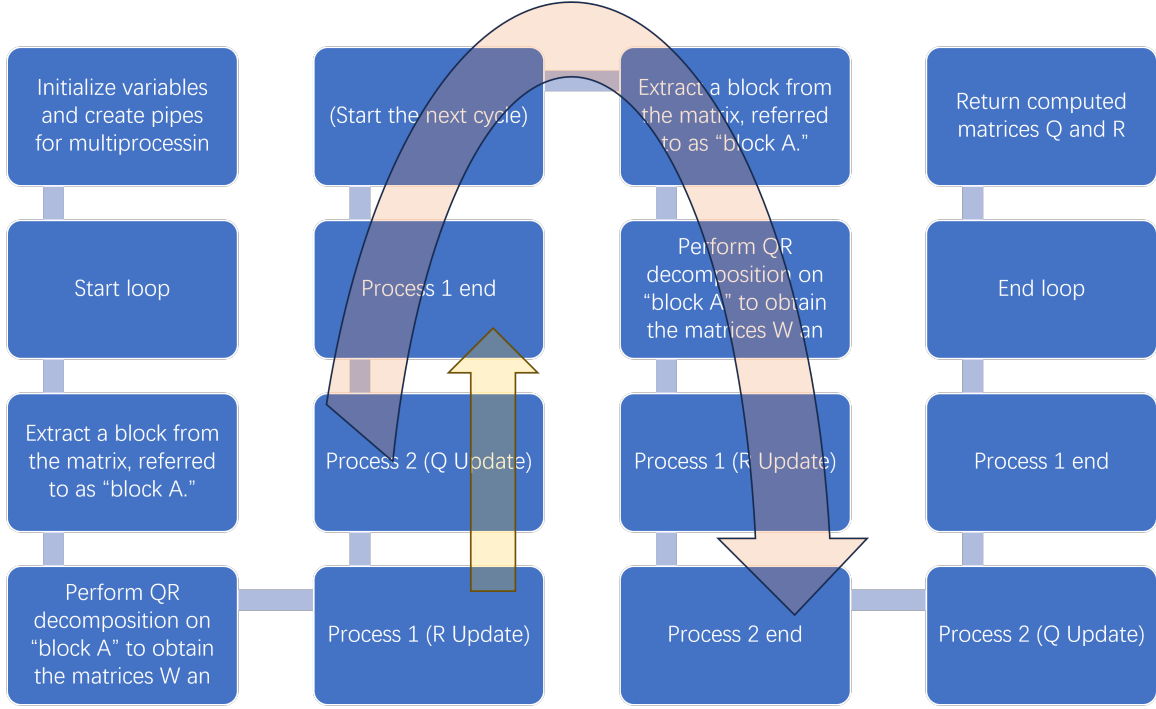 Initialize variables
and create pipes
for multiprocessin
Start loop
Extract a block from
the matrix, referred
to as “block A.”
Perform QR
decomposition on
“block A” to obtain
the matrices W an
Process 1 (R Update)
Process 2 (Q Update)
Process 1 end
(Start the next cycle)
Extract a block from
the matrix, referred
to as “block A.”
Perform QR
decomposition on
“block A” to obtain
the matrices W an
Process 1 (R Update)
Process 2 end
Process 2 (Q Update)
Process 1 end
End loop
Return computed
matrices Q and R